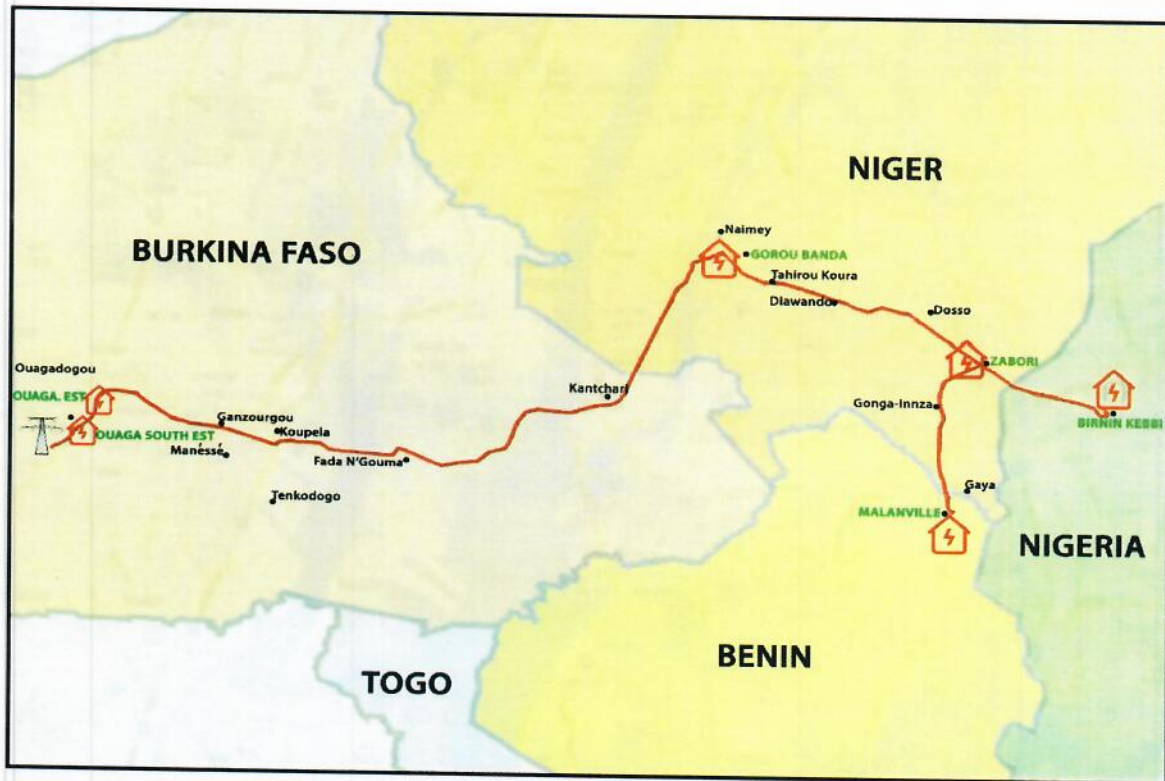 NIGER
BURKINA FASO
Naimey
GOROU BANDA
Tahirou Koura
Diawando
Dosso
ZABORI
Ouagadogou
OUAGA. EST
OUAGA SOUTH EST
Ganzourgou
Koupela
Manéssé
Fada N'Gouma
Tenkodogo
Kantchari
Gonga-Innza
BIRNIN KEBBI
Gaya
MALANVILLE
NIGERIA
BENIN
TOGO